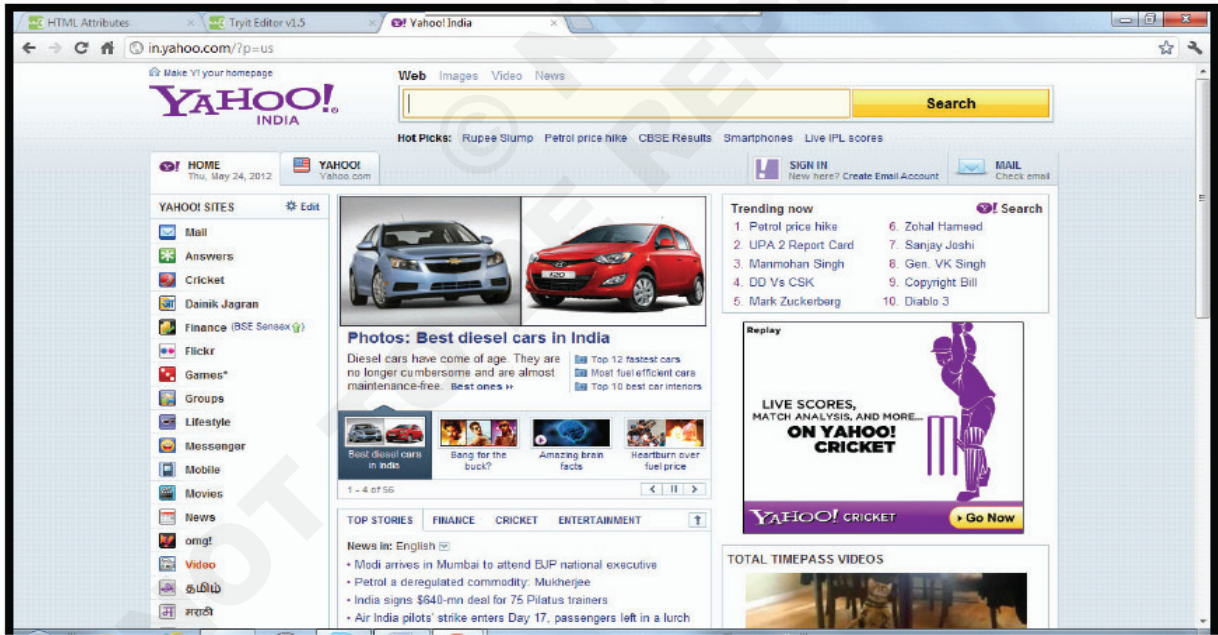 HTML Attributes
Tryit Editor v1.5
Yahoo! India
in.yahoo.com/?p=us
Make Y! your homepage
YAHOO!
INDIA
Web Images Video News
Search
Hot Picks: Rupee Slump Petrol price hike CBSE Results Smartphones Live IPL scores
HOME
Thu, May 24, 2012
YAHOO!
Yahoo.com
SIGN IN
New here? Create Email Account
MAIL
Check email
YAHOO! SITES Edit
Mail
Answers
Cricket
Dainik Jagran
Finance (BSE Sensex)
Flickr
Games*
Groups
Lifestyle
Messenger
Mobile
Movies
News
omg!
Video
தமிழ்
मराठी
i20
Photos: Best diesel cars in India
Diesel cars have come of age. They are
no longer cumbersome and are almost
maintenance-free. Best ones
Top 12 fastest cars
Most fuel efficient cars
Top 10 best car interiors
Best diesel cars
in India
Bang for the
buck?
Amazing brain
facts
Heartburn over
fuel price
1 - 4 of 56
TOP STORIES FINANCE CRICKET ENTERTAINMENT
News in: English
• Modi arrives in Mumbai to attend BJP national executive
• Petrol a deregulated commodity: Mukherjee
• India signs $640-mn deal for 75 Pilatus trainers
• Air India pilots' strike enters Day 17, passengers left in a lurch
Trending now Y! Search
1. Petrol price hike
2. UPA 2 Report Card
3. Manmohan Singh
4. DD Vs CSK
5. Mark Zuckerberg
6. Zohal Hameed
7. Sanjay Joshi
8. Gen. VK Singh
9. Copyright Bill
10. Diablo 3
Replay
LIVE SCORES,
MATCH ANALYSIS, AND MORE...
ON YAHOO!
CRICKET
YAHOO! CRICKET
Go Now
TOTAL TIMEPASS VIDEOS
NOT TO BE REP